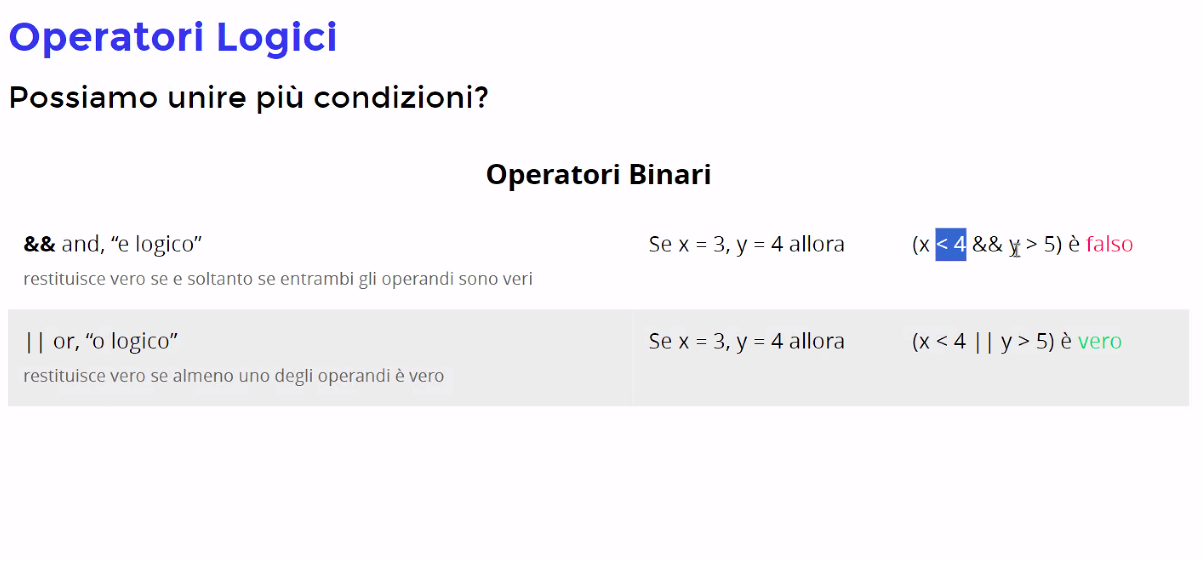 Operatori Logici
Possiamo unire più condizioni?
Operatori Binari
&& and, “e logico”
restituisce vero se e soltanto se entrambi gli operandi sono veri
Se x = 3, y = 4 allora
(x < 4 && y > 5) è falso
|| or, “o logico”
restituisce vero se almeno uno degli operandi è vero
Se x = 3, y = 4 allora
(x < 4 || y > 5) è vero